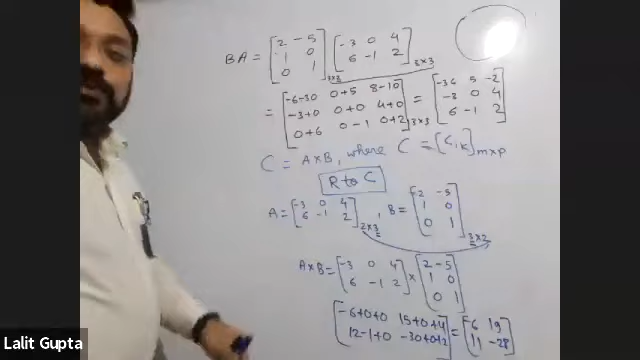 BA = [2 -5 / 1 0 / 0 1] [-3 0 4 / 6 -1 2] 3×3
= [-6-30 0+5 8-10 / -3+0 0+0 4+0 / 0+6 0-1 0+2] 3×3 = [-36 5 -2 / -3 0 4 / 6 -1 2]
C = A×B, where C = [Cik] m×p
R to C
A = [-3 0 4 / 6 -1 2] 2×3, B = [2 -5 / 1 0 / 0 1] 3×2
A×B = [-3 0 4 / 6 -1 2] × [2 -5 / 1 0 / 0 1]
[-6+0+0 15+0+4 / 12-1+0 -30+0+2] = [-6 19 / 11 -28]
Lalit Gupta